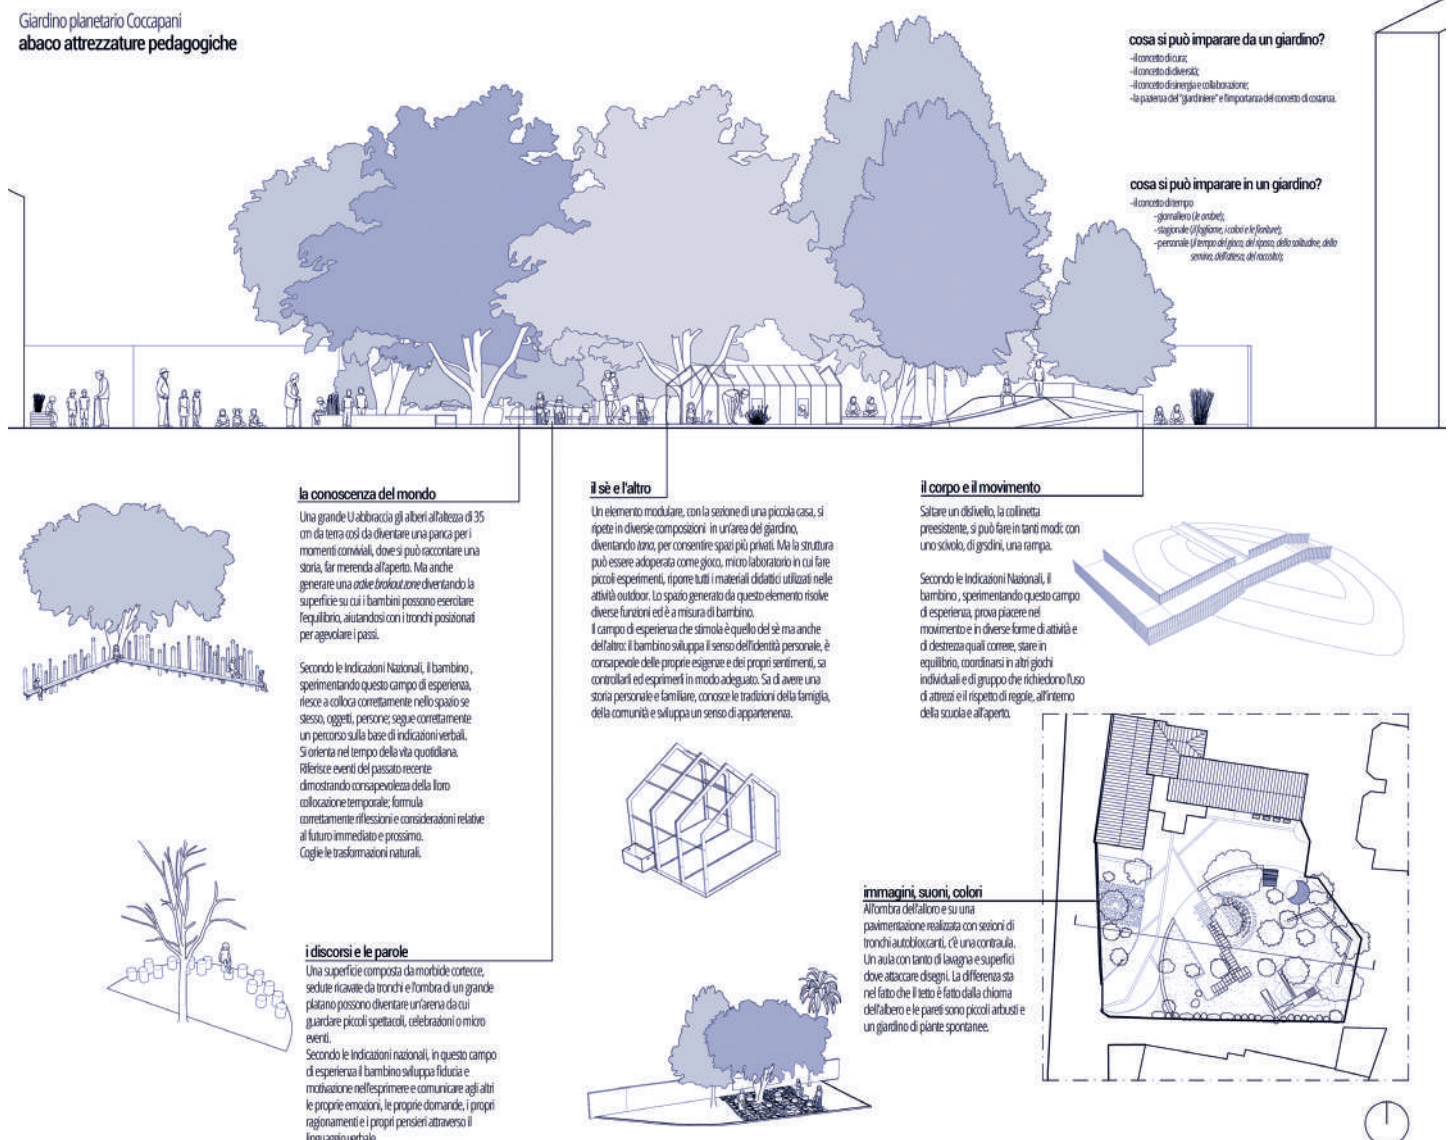 Giardino planetario Coccapani
abaco attrezzature pedagogiche
cosa si può imparare da un giardino?
-il concetto di cura;
-il concetto di diversità;
-il concetto di sinergia e collaborazione;
-la pazienza del "giardiniere" e l'importanza del concetto di costanza.
cosa si può imparare in un giardino?
-il concetto di tempo
-giornaliero (le ombre);
-stagionale (il fogliame, i colori e le fioriture);
-personale (il tempo del gioco, del riposo, della solitudine, della
semina, dell'attesa, del raccolto);
la conoscenza del mondo
Una grande U abbraccia gli alberi all'altezza di 35
cm da terra così da diventare una panca per i
momenti conviviali, dove si può raccontare una
storia, far merenda all'aperto. Ma anche
generare una active brakout zone diventando la
superficie su cui i bambini possono esercitare
l'equilibrio, aiutandosi con i tronchi posizionati
per agevolare i passi.
Secondo le Indicazioni Nazionali, il bambino ,
sperimentando questo campo di esperienza,
riesce a colloca correttamente nello spazio se
stesso, oggetti, persone; segue correttamente
un percorso sulla base di indicazioni verbali.
Si orienta nel tempo della vita quotidiana.
Riferisce eventi del passato recente
dimostrando consapevolezza della lloro
collocazione temporale; formula
correttamente riflessioni e considerazioni relative
al futuro immediato e prossimo.
Coglie le trasformazioni naturali.
i discorsi e le parole
Una superficie composta da morbide cortecce,
sedute ricavate da tronchi e l'ombra di un grande
platano possono diventare un'arena da cui
guardare piccoli spettacoli, celebrazioni o micro
eventi.
Secondo le Indicazioni nazionali, in questo campo
di esperienza il bambino sviluppa fiducia e
motivazione nell'esprimere e comunicare agli altri
le proprie emozioni, le proprie domande, i propri
ragionamenti e i propri pensieri attraverso il
linguaggio verbale
il sè e l'altro
Un elemento modulare, con la sezione di una piccola casa, si
ripete in diversie composizioni in un'area del giardino,
diventando tana, per consentire spazi più privati. Ma la struttura
può essere adoperata come gioco, micro laboratorio in cui fare
piccoli esperimenti, riporre tutti i materiali didattici utilizzati nelle
attività outdoor. Lo spazio generato da questo elemento risolve
diverse funzioni ed è a misura di bambino.
Il campo di esperienza che stimola è quello del sè ma anche
dell'altro: il bambino sviluppa il senso dell'identità personale, è
consapevole delle proprie esigenze e dei propri sentimenti, sa
controllarli ed esprimerli in modo adeguato. Sa di avere una
storia personale e familiare, conosce le tradizioni della famiglia,
della comunità e sviluppa un senso di appartenenza.
il corpo e il movimento
Saltare un dislivello, la collinetta
preesistente, si può fare in tanti modi: con
uno scivolo, di grsdini, una rampa.
Secondo le Indicazioni Nazionali, il
bambino , sperimentando questo campo
di esperienza, prova piacere nel
movimento e in diverse forme di attività e
di destreza quali correre, stare in
equilibrio, coordinarsi in altri giochi
individuali e di gruppo che richiedono l'uso
di attrezzi e il rispetto di regole, all'interno
della scuola e all'aperto.
immagini, suoni, colori
All'ombra dell'alloro e su una
pavimentazione realizzata con sezioni di
tronchi autobloccanti, c'è una contraula.
Un aula con tanto di lavagna e superfici
dove attaccare disegni. La differenza sta
nel fatto che il tetto è fatto dalla chioma
dell'albero e le pareti sono piccoli arbusti e
un giardino di piante spontanee.